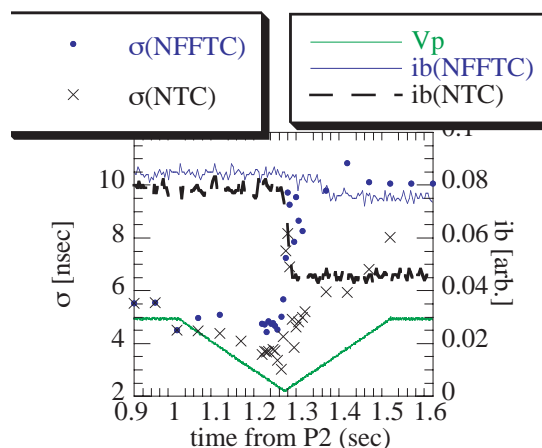 σ(NFFTC)
σ(NTC)
Vp
ib(NFFTC)
ib(NTC)
0.1
10
0.08
8
0.06
6
0.04
4
0.02
2
0
σ [nsec]
ib [arb.]
0.9 1 1.1 1.2 1.3 1.4 1.5 1.6
time from P2 (sec)